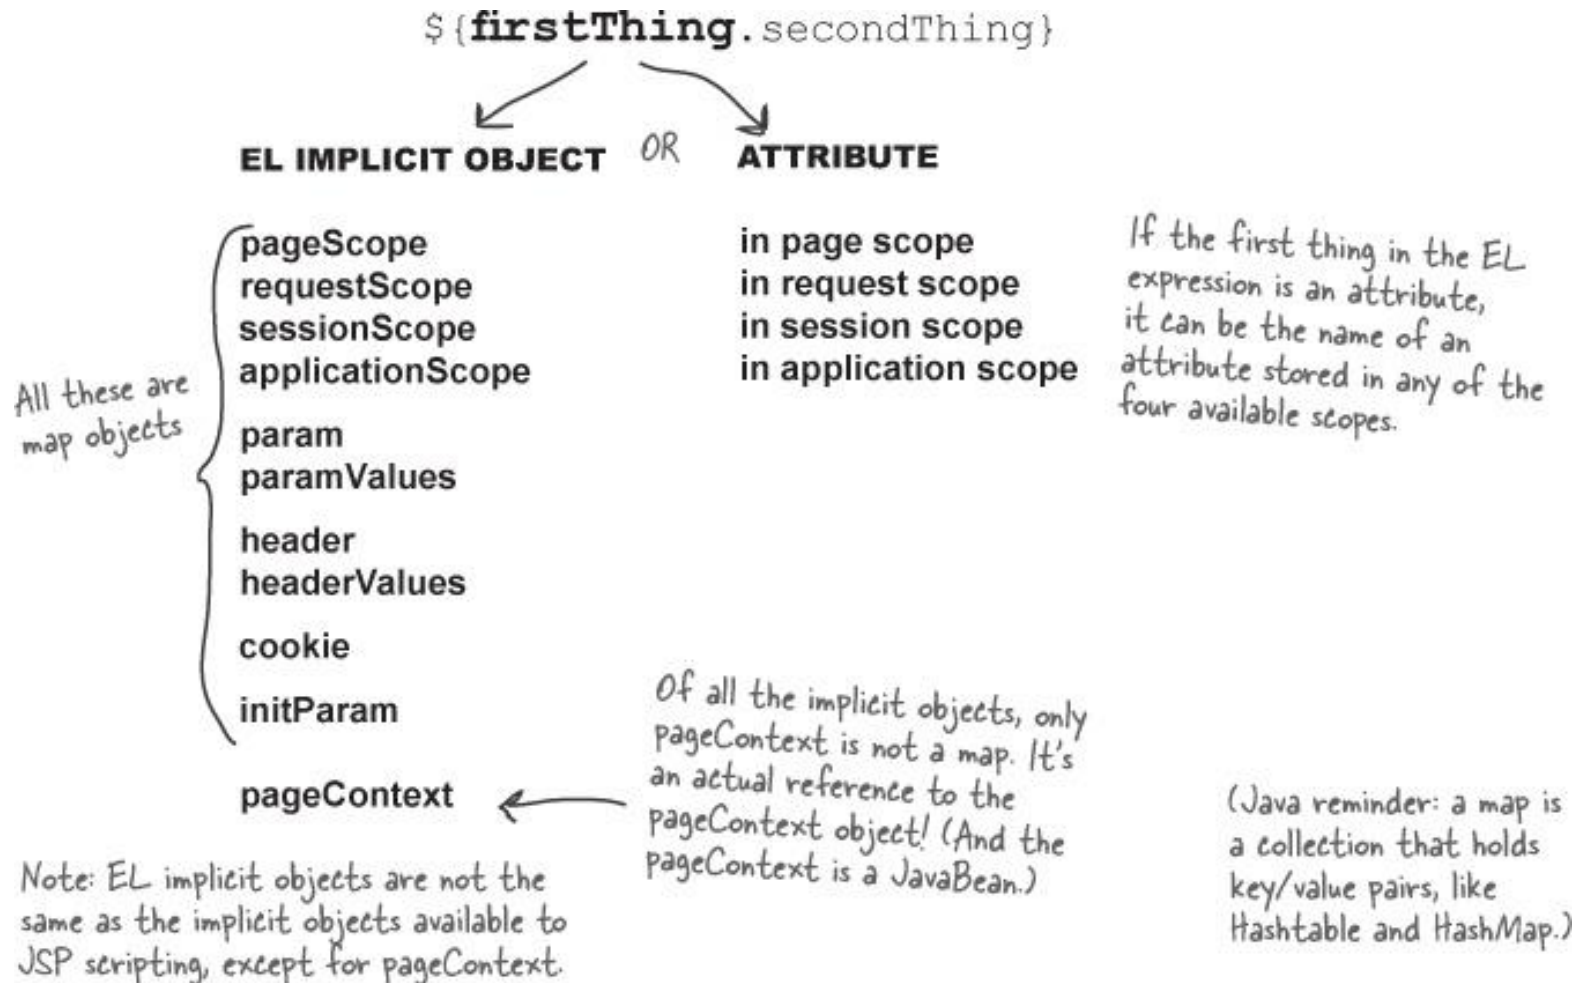 ${firstThing.secondThing}
EL IMPLICIT OBJECT
OR
ATTRIBUTE
pageScope
requestScope
sessionScope
applicationScope
param
paramValues
header
headerValues
cookie
initParam
pageContext
All these are
map objects
in page scope
in request scope
in session scope
in application scope
If the first thing in the EL
expression is an attribute,
it can be the name of an
attribute stored in any of the
four available scopes.
Of all the implicit objects, only
pageContext is not a map. It's
an actual reference to the
pageContext object! (And the
pageContext is a JavaBean.)
Note: EL implicit objects are not the
same as the implicit objects available to
JSP scripting, except for pageContext.
(Java reminder: a map is
a collection that holds
key/value pairs, like
Hashtable and HashMap.)